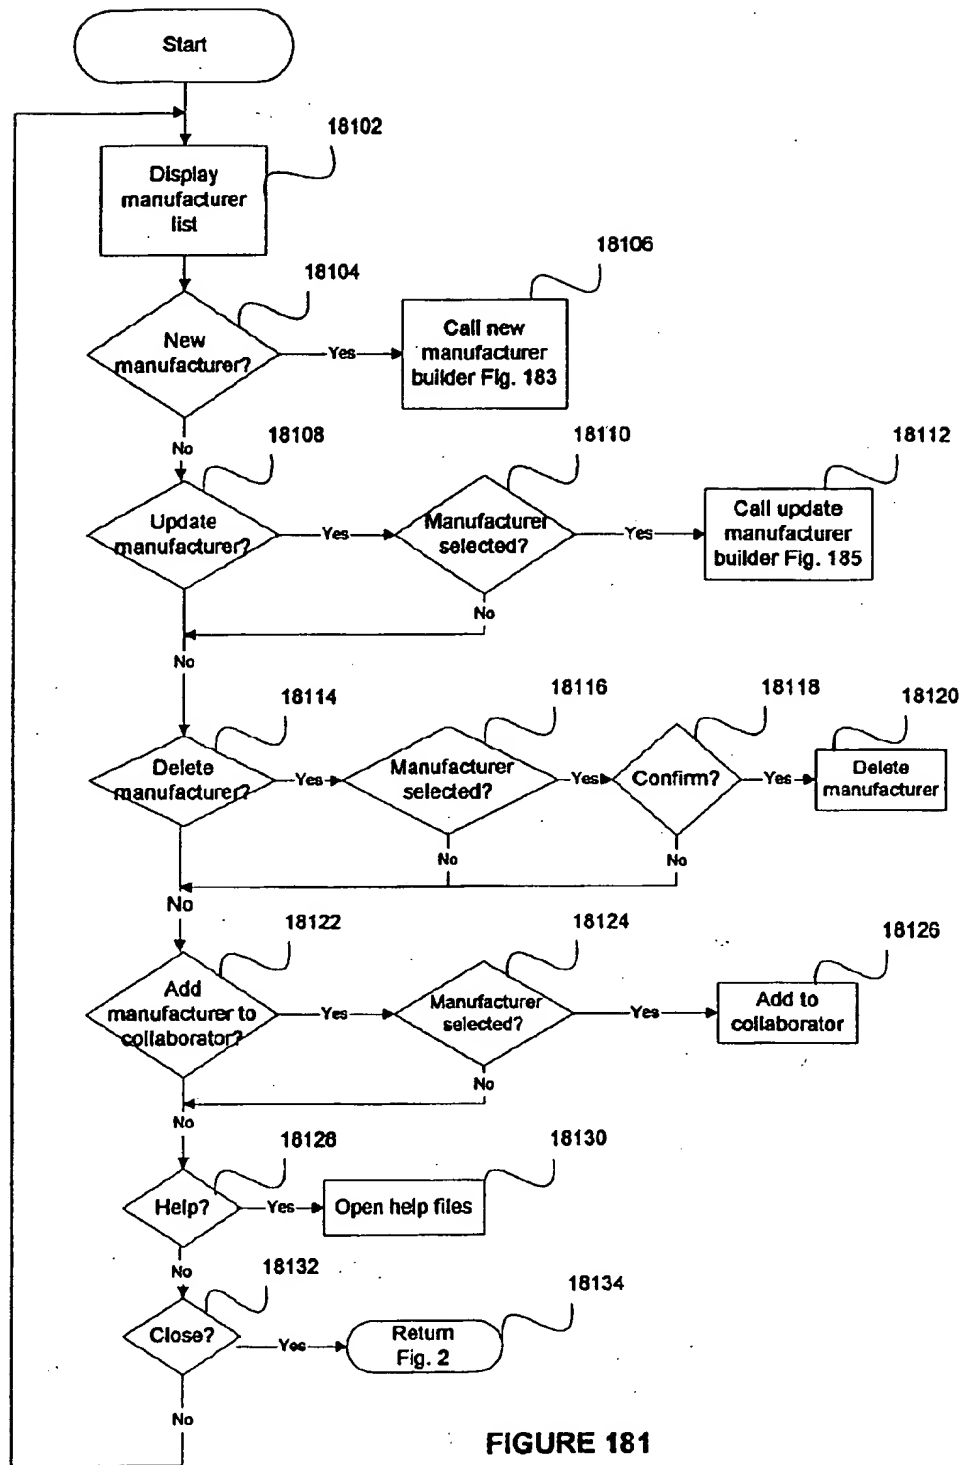 Start
18102
Display
manufacturer
list
18104
18106
New
manufacturer?
Yes
Call new
manufacturer
builder Fig. 183
No
18108
18110
18112
Update
manufacturer?
Yes
Manufacturer
selected?
Yes
Call update
manufacturer
builder Fig. 185
No
No
18114
18116
18118
18120
Delete
manufacturer?
Yes
Manufacturer
selected?
Yes
Confirm?
Yes
Delete
manufacturer
No
No
No
18122
18124
18126
Add
manufacturer to
collaborator?
Yes
Manufacturer
selected?
Yes
Add to
collaborator
No
No
18128
18130
Help?
Yes
Open help files
No
18132
18134
Close?
Yes
Return
Fig. 2
No
FIGURE 181